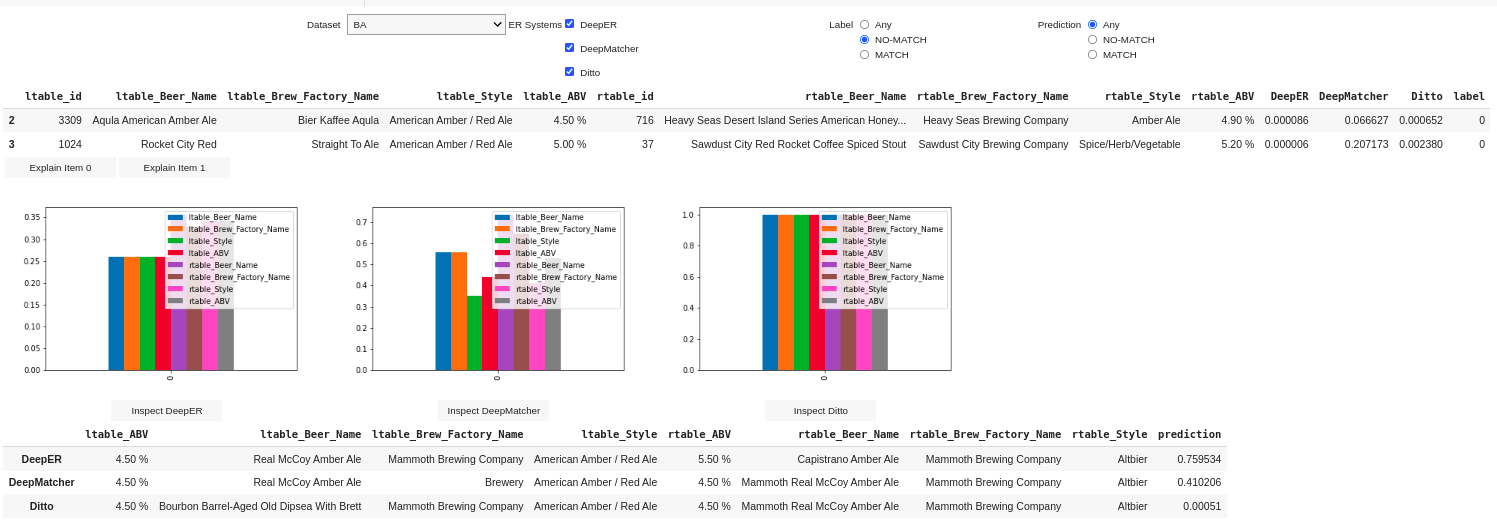 Dataset BA ER Systems DeepER Label Any Prediction Any
NO-MATCH NO-MATCH
DeepMatcher MATCH MATCH
Ditto
ltable_id ltable_Beer_Name ltable_Brew_Factory_Name ltable_Style ltable_ABV rtable_id rtable_Beer_Name rtable_Brew_Factory_Name rtable_Style rtable_ABV DeepER DeepMatcher Ditto label
2 3309 Aqula American Amber Ale Bier Kaffee Aqula American Amber / Red Ale 4.50 % 716 Heavy Seas Desert Island Series American Honey... Heavy Seas Brewing Company Amber Ale 4.90 % 0.000086 0.066627 0.000652 0
3 1024 Rocket City Red Straight To Ale American Amber / Red Ale 5.00 % 37 Sawdust City Red Rocket Coffee Spiced Stout Sawdust City Brewing Company Spice/Herb/Vegetable 5.20 % 0.000006 0.207173 0.002380 0
Explain Item 0 Explain Item 1
0.35
0.30
0.25
0.20
0.15
0.10
0.05
0.00
ltable_Beer_Name
ltable_Brew_Factory_Name
ltable_Style
ltable_ABV
rtable_Beer_Name
rtable_Brew_Factory_Name
rtable_Style
rtable_ABV
0
0.7
0.6
0.5
0.4
0.3
0.2
0.1
0.0
ltable_Beer_Name
ltable_Brew_Factory_Name
ltable_Style
ltable_ABV
rtable_Beer_Name
rtable_Brew_Factory_Name
rtable_Style
rtable_ABV
0
1.0
0.8
0.6
0.4
0.2
0.0
ltable_Beer_Name
ltable_Brew_Factory_Name
ltable_Style
ltable_ABV
rtable_Beer_Name
rtable_Brew_Factory_Name
rtable_Style
rtable_ABV
0
Inspect DeepER Inspect DeepMatcher Inspect Ditto
ltable_ABV ltable_Beer_Name ltable_Brew_Factory_Name ltable_Style rtable_ABV rtable_Beer_Name rtable_Brew_Factory_Name rtable_Style prediction
DeepER 4.50 % Real McCoy Amber Ale Mammoth Brewing Company American Amber / Red Ale 5.50 % Capistrano Amber Ale Mammoth Brewing Company Altbier 0.759534
DeepMatcher 4.50 % Real McCoy Amber Ale Brewery American Amber / Red Ale 4.50 % Mammoth Real McCoy Amber Ale Mammoth Brewing Company Altbier 0.410206
Ditto 4.50 % Bourbon Barrel-Aged Old Dipsea With Brett Mammoth Brewing Company American Amber / Red Ale 4.50 % Mammoth Real McCoy Amber Ale Mammoth Brewing Company Altbier 0.00051